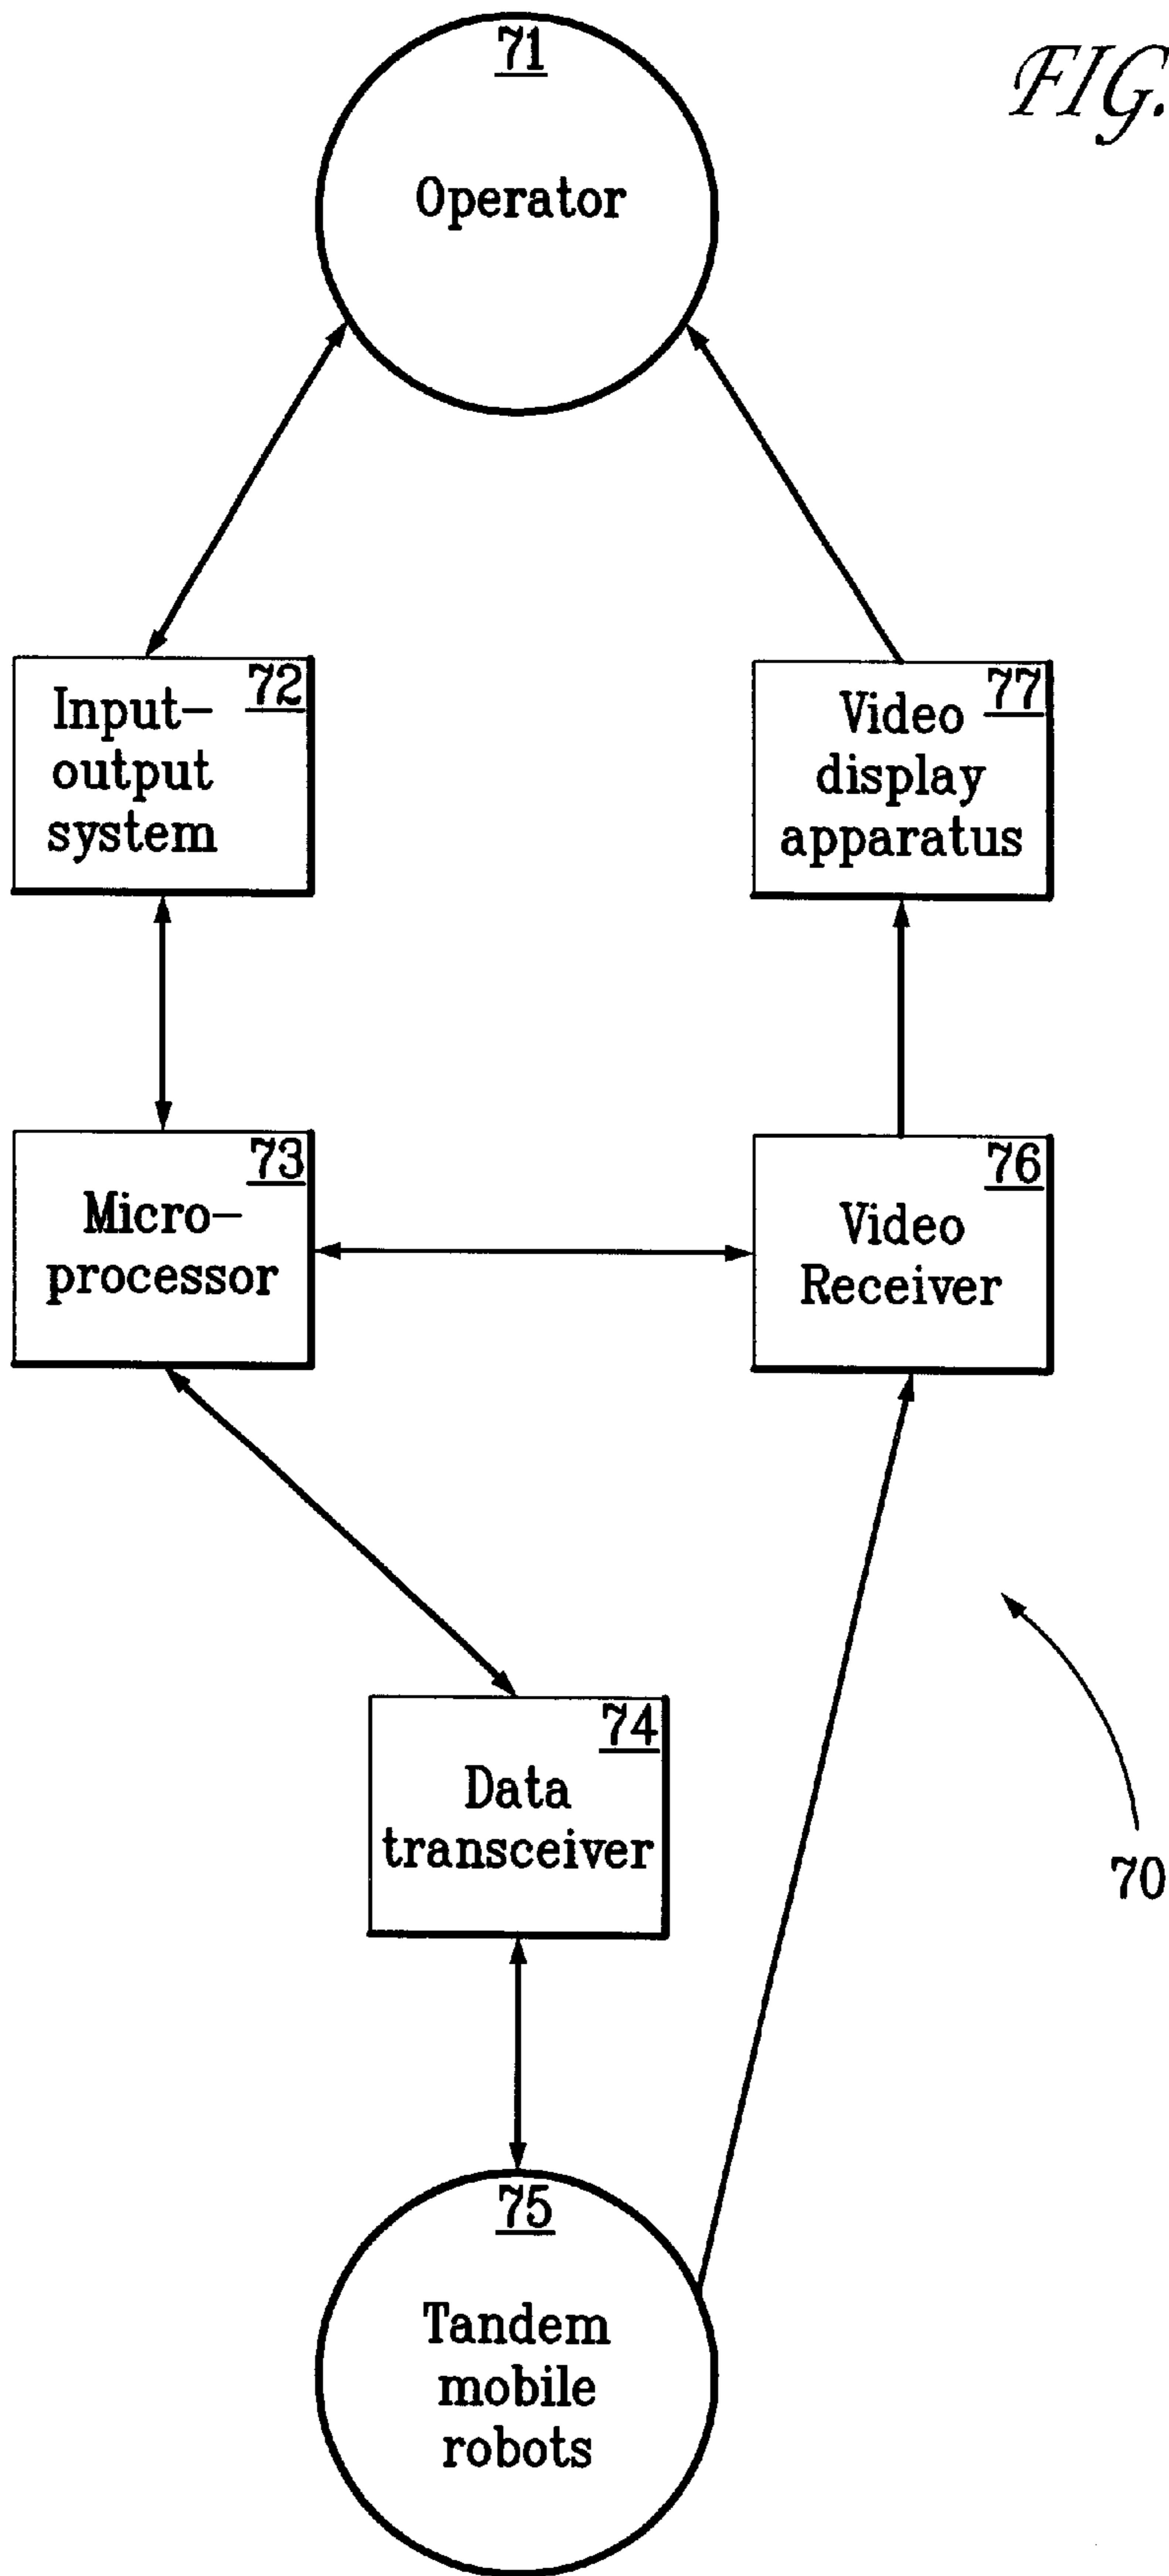 FIG.
71
Operator
72
Input-
output
system
77
Video
display
apparatus
73
Micro-
processor
76
Video
Receiver
74
Data
transceiver
70
75
Tandem
mobile
robots